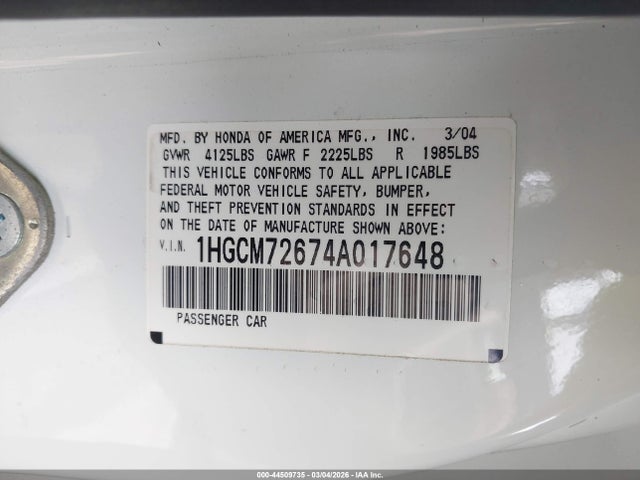 MFD. BY HONDA OF AMERICA MFG., INC. 3/04
GVWR 4125LBS GAWR F 2225LBS R 1985LBS
THIS VEHICLE CONFORMS TO ALL APPLICABLE
FEDERAL MOTOR VEHICLE SAFETY, BUMPER,
AND THEFT PREVENTION STANDARDS IN EFFECT
ON THE DATE OF MANUFACTURE SHOWN ABOVE:
V.I.N. 1HGCM72674A017648
PASSENGER CAR
000-44509735 - 03/04/2026 - IAA Inc.